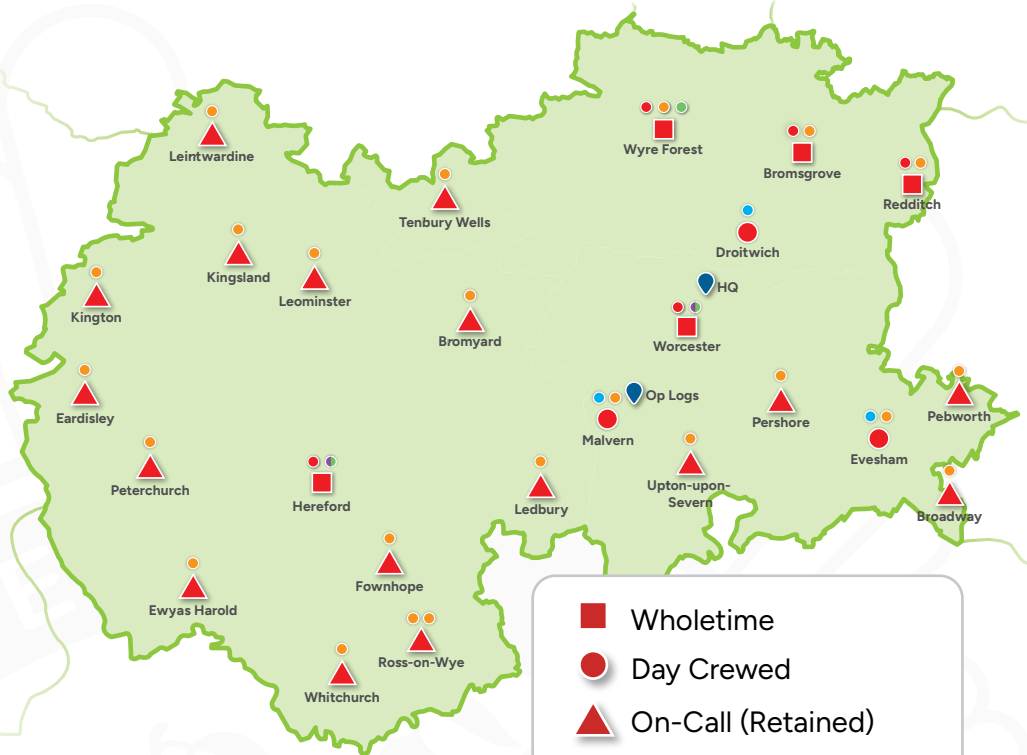 Leintwardine
Wyre Forest
Bromsgrove
Redditch
Tenbury Wells
Droitwich
Kingsland
Leominster
HQ
Kington
Bromyard
Worcester
Op Logs
Eardisley
Malvern
Pershore
Pebworth
Evesham
Peterchurch
Hereford
Ledbury
Upton-upon-
Severn
Broadway
Fownhope
Ewyas Harold
Ross-on-Wye
Whitchurch
Wholetime
Day Crewed
On-Call (Retained)